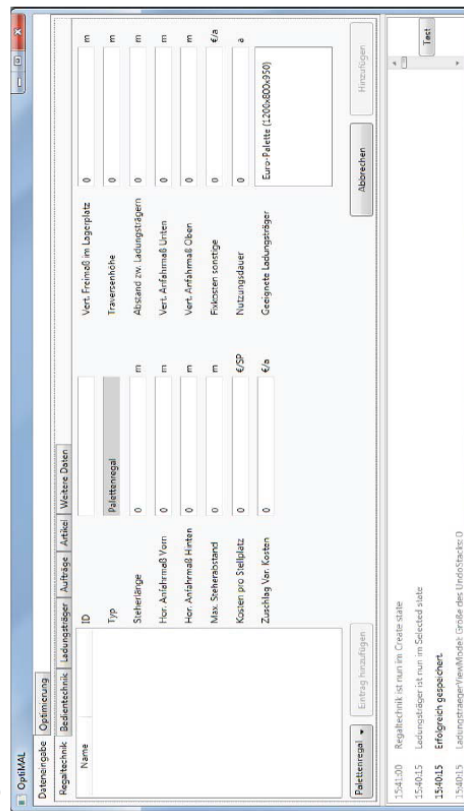 OptiMAL
Dateneingabe Optimierung
Regaltechnik Bedientechnik Ladungsträger Aufträge Artikel Weitere Daten
Name
ID
Typ Palettenregal
Steherlänge 0 m
Hor. Anfahrmaß Vorn 0 m
Hor. Anfahrmaß Hinten 0 m
Max. Steherabstand 0 m
Kosten pro Stellplatz 0 €/SP
Zuschlag Var. Kosten 0 €/a
Vert. Freimaß im Lagerplatz 0 m
Traversenhöhe 0 m
Abstand zw. Ladungsträgern 0 m
Vert. Anfahrmaß Unten 0 m
Vert. Anfahrmaß Oben 0 m
Fixkosten sonstige 0 €/a
Nutzungsdauer 0 a
Geeignete Ladungsträger Euro-Palette (1200x800x950)
Palettenregal Eintrag hinzufügen
Abbrechen Hinzufügen
15:41:00 Regaltechnik ist nun im Create state
15:40:15 Ladungsträger ist nun im Selected state
15:40:15 Erfolgreich gespeichert.
15:40:15 LadungstraegerViewModel: Größe des UndoStacks: 0
Test